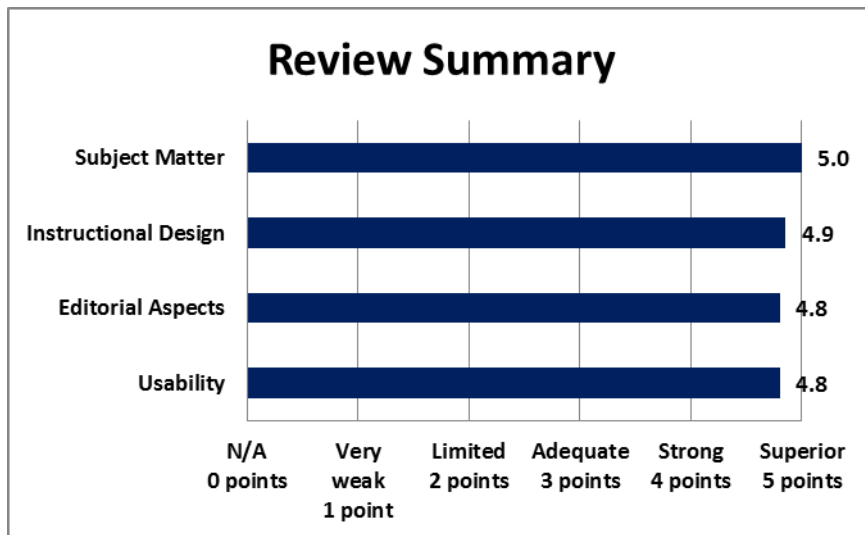 Review Summary
Subject Matter
5.0
Instructional Design
4.9
Editorial Aspects
4.8
Usability
4.8
N/A
0 points
Very
weak
1 point
Limited
2 points
Adequate
3 points
Strong
4 points
Superior
5 points